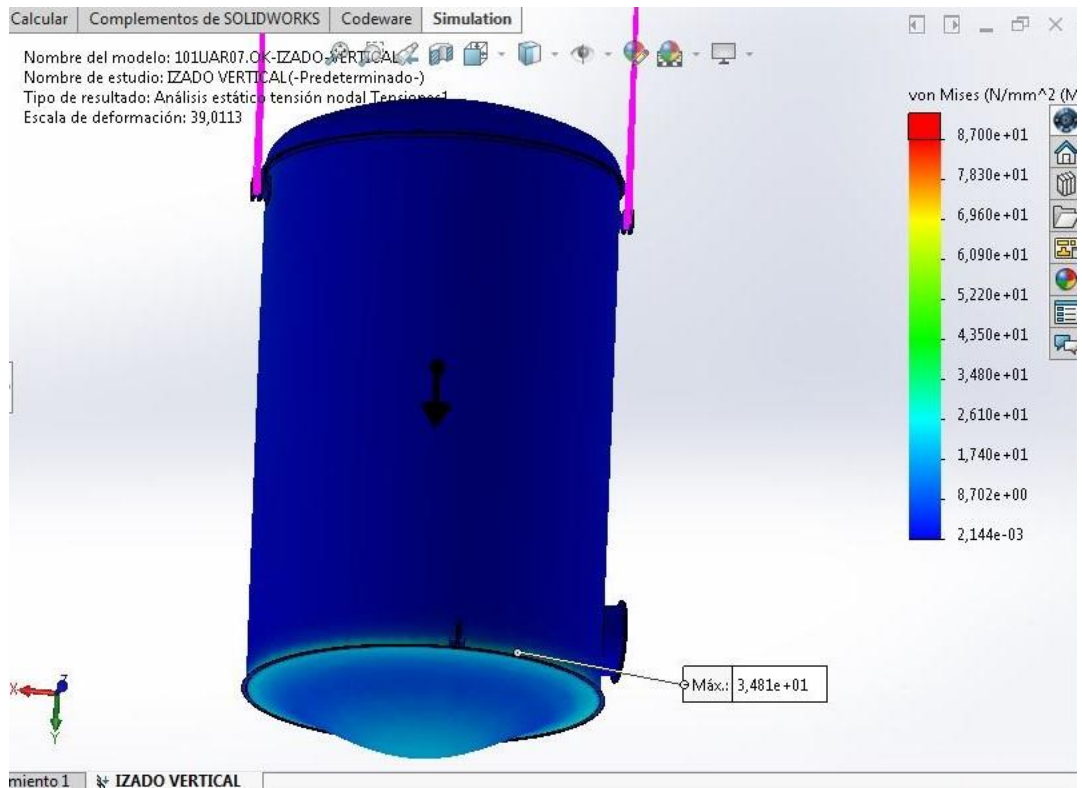 Calcular
Complementos de SOLIDWORKS
Codeware
Simulation
Nombre del modelo: 101UAR07.OK-IZADO-VERTICAL
Nombre de estudio: IZADO VERTICAL(-Predeterminado-)
Tipo de resultado: Análisis estático tensión nodal Tensiones1
Escala de deformación: 39,0113
von Mises (N/mm^2 (M
8,700e+01
7,830e+01
6,960e+01
6,090e+01
5,220e+01
4,350e+01
3,480e+01
2,610e+01
1,740e+01
8,702e+00
2,144e-03
Máx.: 3,481e+01
X
Z
Y
miento 1
IZADO VERTICAL